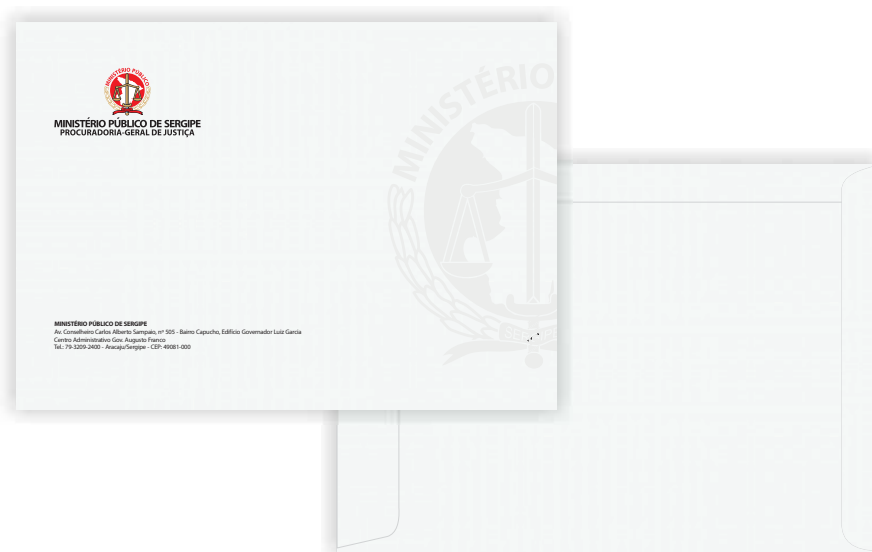 MINISTÉRIO PÚBLICO
MINISTÉRIO PÚBLICO DE SERGIPE
PROCURADORIA-GERAL DE JUSTIÇA
MINISTÉRIO
MINISTÉRIO PÚBLICO DE SERGIPE
Av. Conselheiro Carlos Alberto Sampaio, nº 505 - Bairro Capucho, Edifício Governador Luiz Garcia
Centro Administrativo Gov. Augusto Franco
Tel.: 79-3209-2400 - Aracaju/Sergipe - CEP: 49081-000